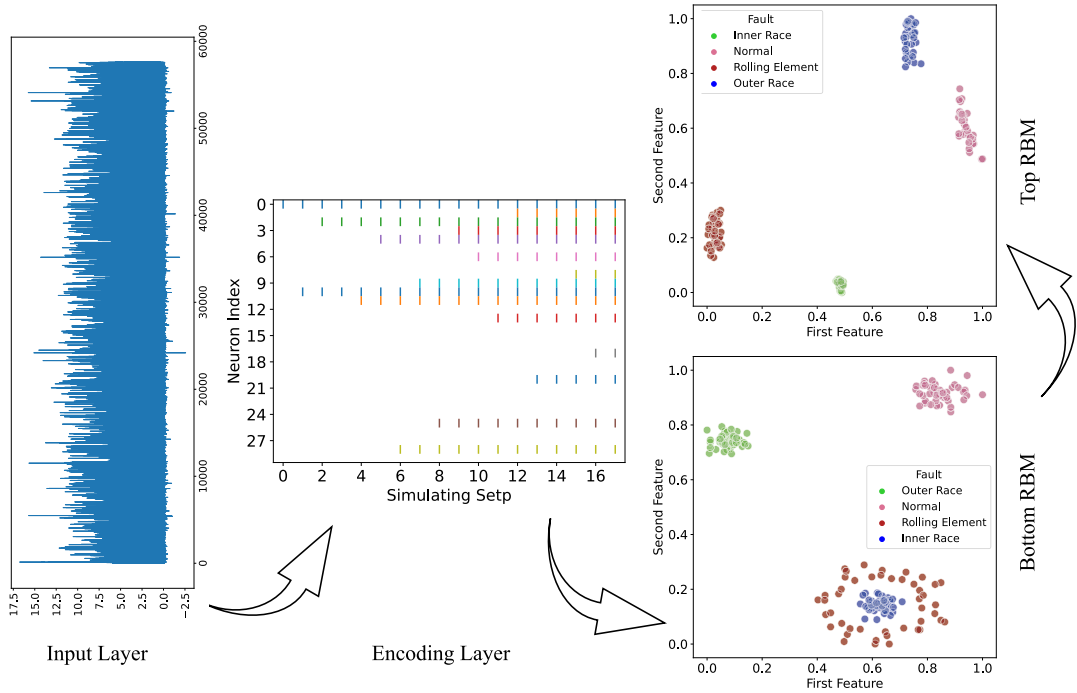 60000
50000
40000
30000
20000
10000
0
17.5
15.0
12.5
10.0
7.5
5.0
2.5
0.0
−2.5
Input Layer
0
3
6
9
12
15
18
21
24
27
Neuron Index
0 2 4 6 8 10 12 14 16
Simulating Setp
Encoding Layer
Fault
Inner Race
Normal
Rolling Element
Outer Race
1.0
0.8
0.6
0.4
0.2
0.0
Second Feature
0.0 0.2 0.4 0.6 0.8 1.0
First Feature
Top RBM
1.0
0.8
0.6
0.4
0.2
0.0
Second Feature
Fault
Outer Race
Normal
Rolling Element
Inner Race
0.0 0.2 0.4 0.6 0.8 1.0
First Feature
Bottom RBM